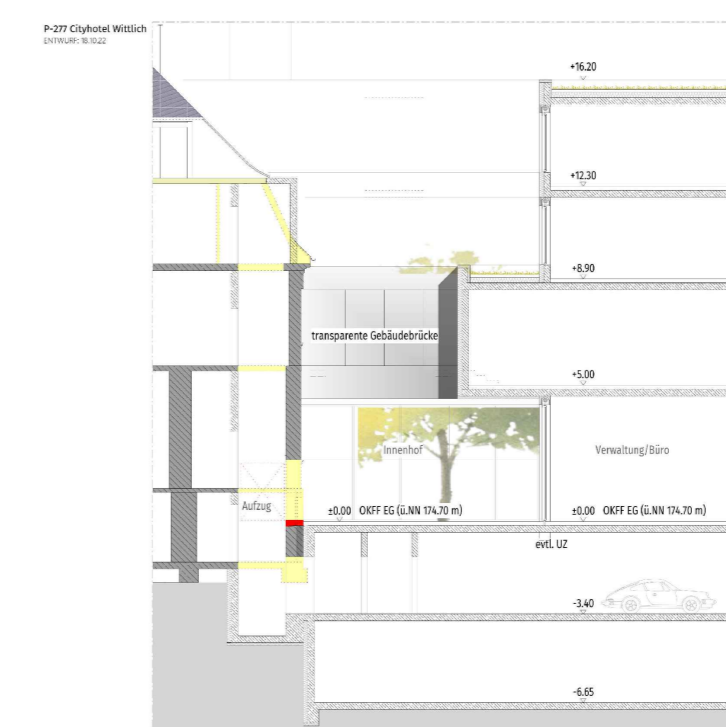 P-277 Cityhotel Wittlich
ENTWURF: 18.10.22
+16.20
+12.30
+8.90
transparente Gebäudebrücke
+5.00
Innenhof
Verwaltung/Büro
Aufzug
±0.00 OKFF EG (ü.NN 174.70 m)
±0.00 OKFF EG (ü.NN 174.70 m)
evtl. UZ
-3.40
-6.65